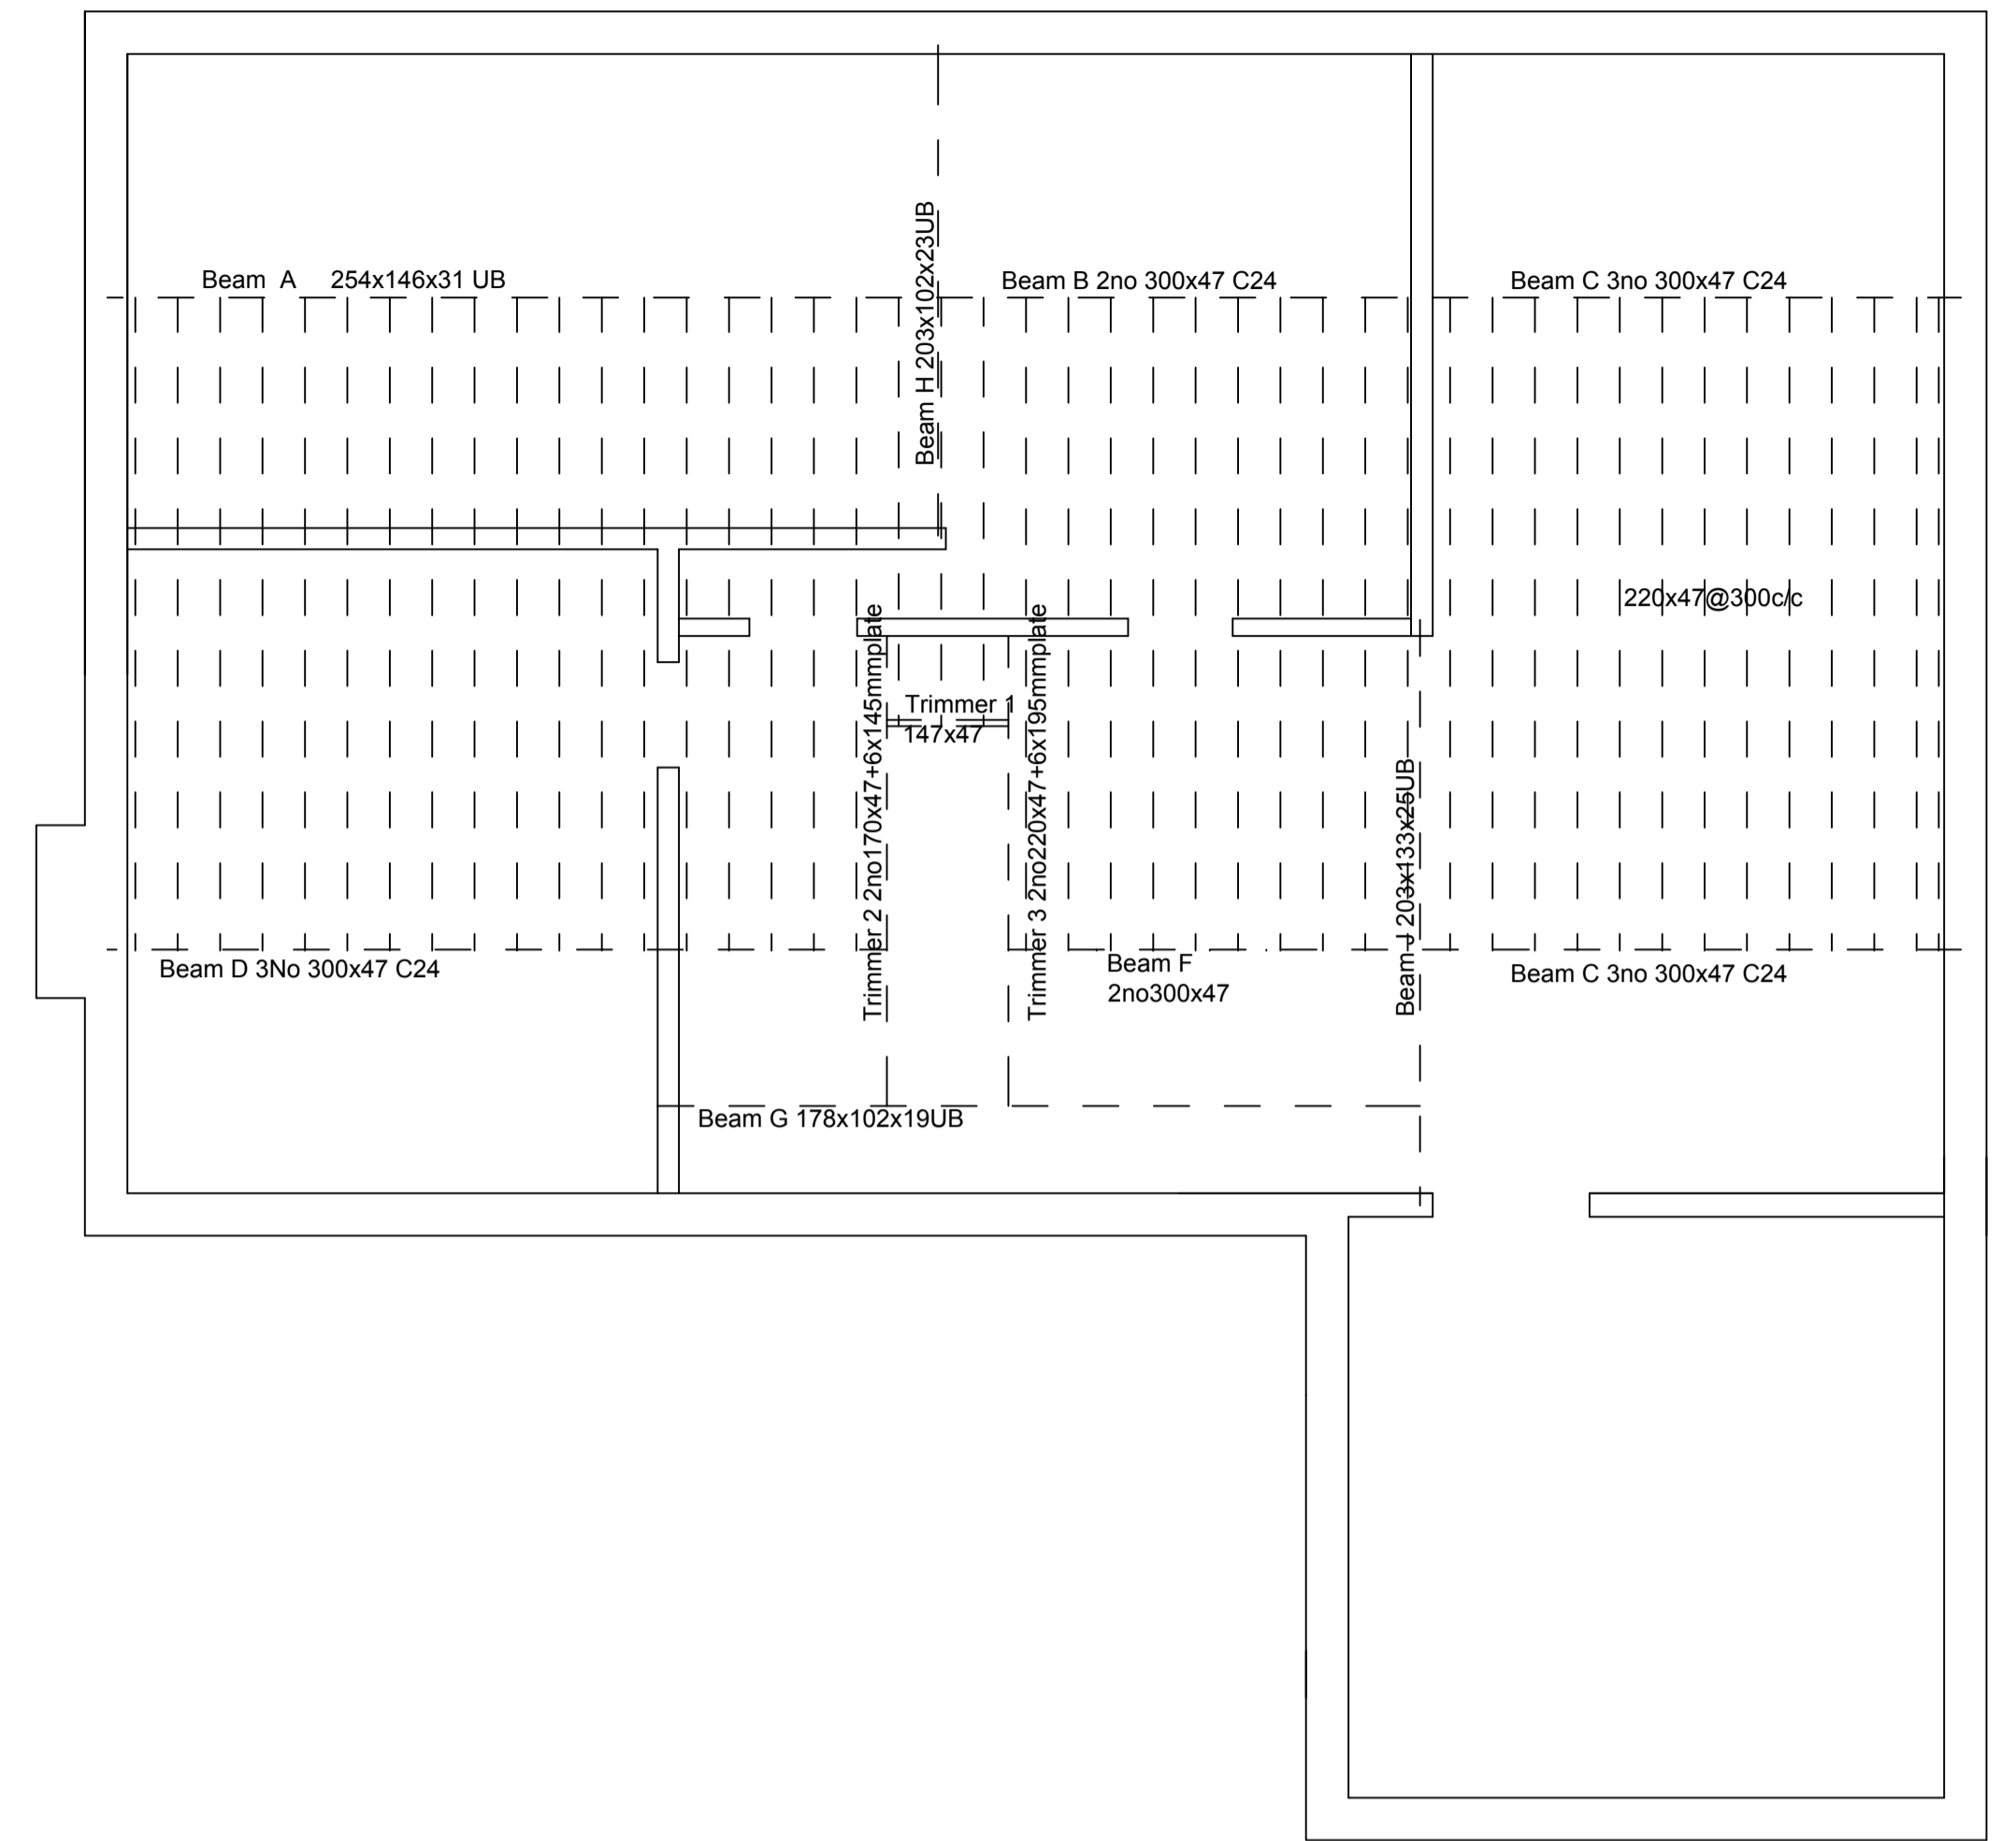 Beam A 254x146x31 UB
Beam H 203x102x23UB
Beam B 2no 300x47 C24
Beam C 3no 300x47 C24
220x47@300c/c
Trimmer 2 2no170x47+6x145mmplate
Trimmer 1
147x47
Trimmer 3 2no220x47+6x195mmplate
Beam J 203x133x25UB
Beam D 3No 300x47 C24
Beam F
2no300x47
Beam C 3no 300x47 C24
Beam G 178x102x19UB